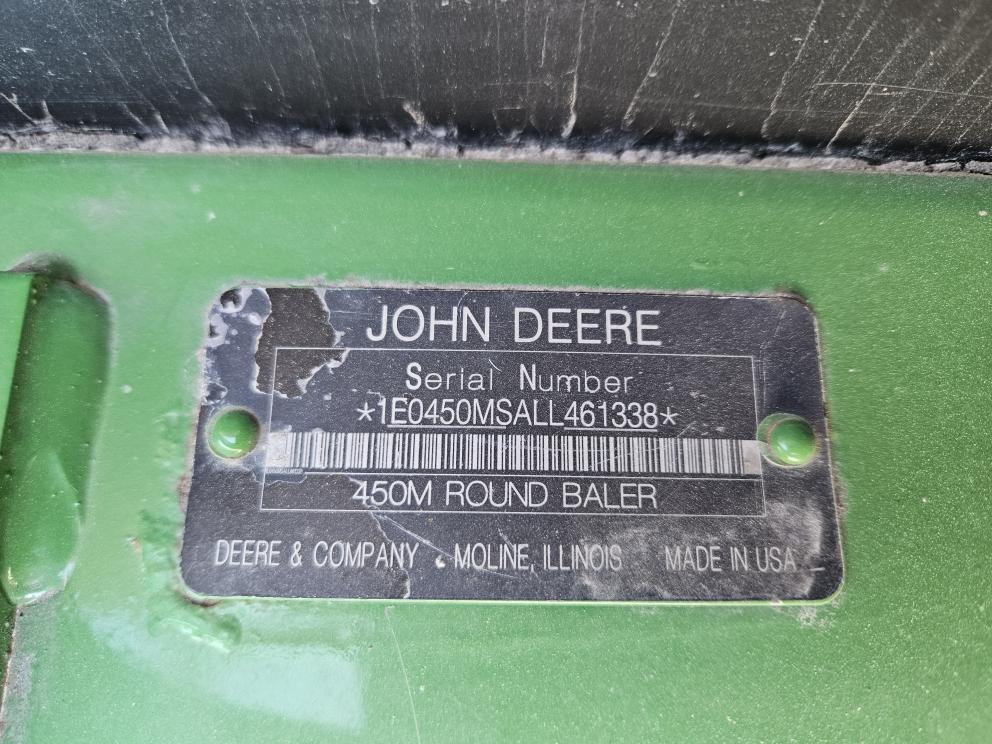 JOHN DEERE
Serial Number
*1E0450MSALL461338*
450M ROUND BALER
DEERE & COMPANY MOLINE, ILLINOIS MADE IN USA